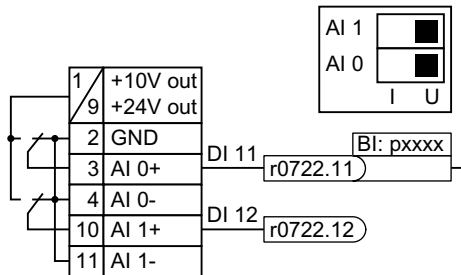 AI 1
AI 0
I U
1 +10V out
9 +24V out
2 GND
3 AI 0+
4 AI 0-
10 AI 1+
11 AI 1-
DI 11
r0722.11
BI: pxxxx
DI 12
r0722.12